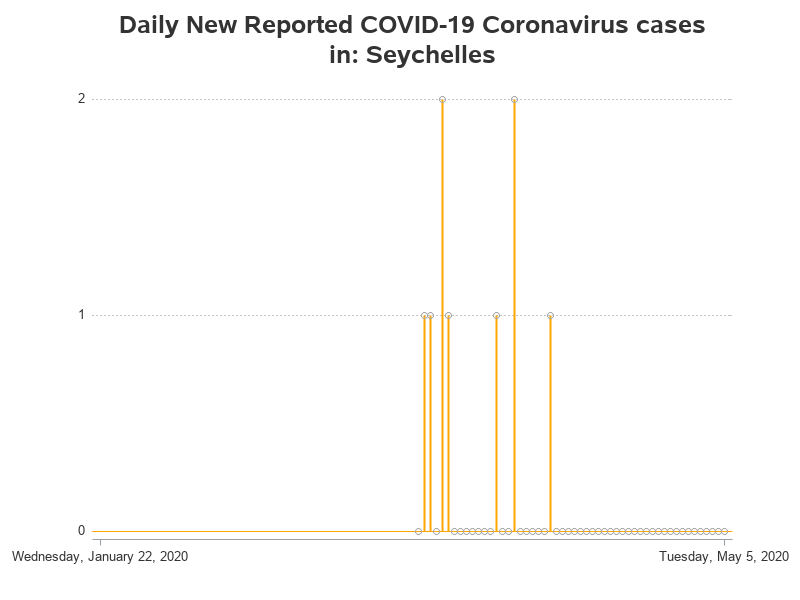 Daily New Reported COVID-19 Coronavirus cases
in: Seychelles
2
1
0
Wednesday, January 22, 2020
Tuesday, May 5, 2020